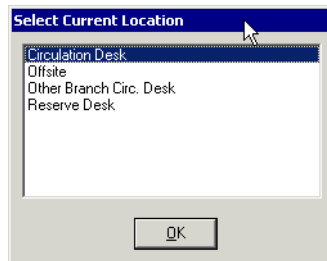 Select Current Location
Circulation Desk
Offsite
Other Branch Circ. Desk
Reserve Desk
OK